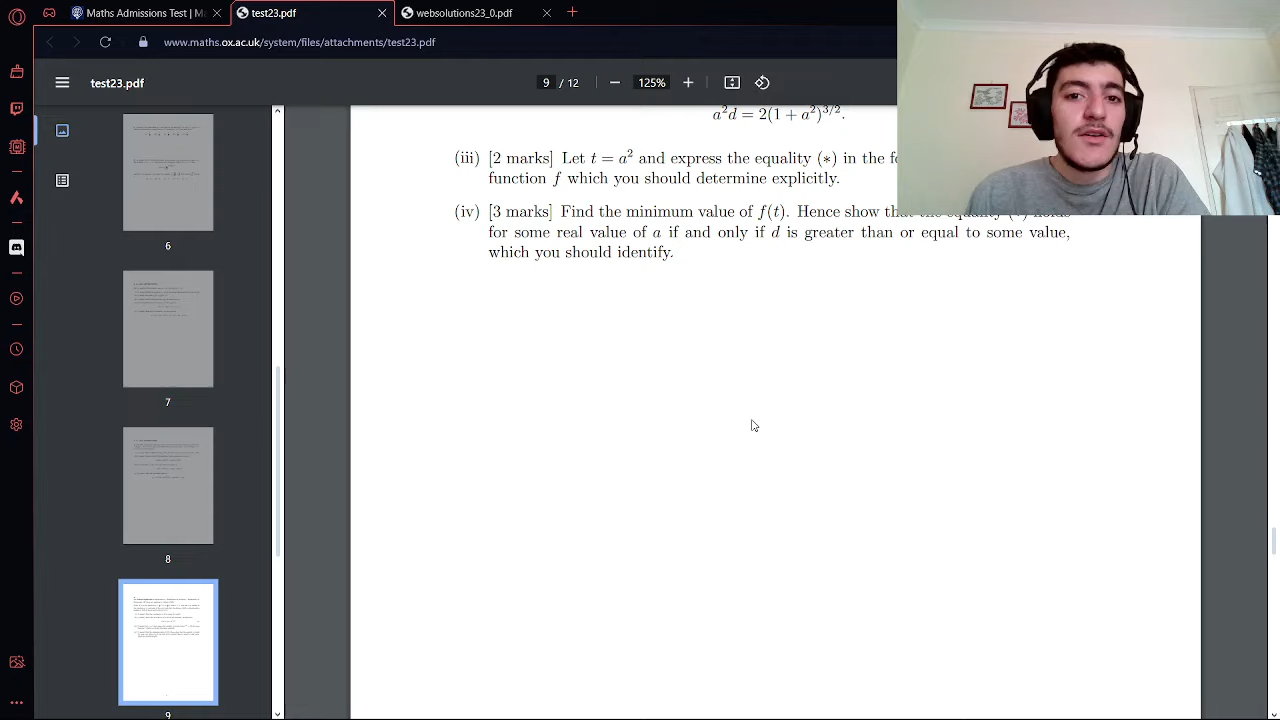 Maths Admissions Test | Ma
test23.pdf
websolutions23_0.pdf
www.maths.ox.ac.uk/system/files/attachments/test23.pdf
test23.pdf
9 / 12
125%
a²d = 2(1 + a²)^{3/2}.
(iii) [2 marks] Let t = a² and express the equality (∗) in the
function f which you should determine explicitly.
(iv) [3 marks] Find the minimum value of f(t). Hence show that the equality
for some real value of a if and only if d is greater than or equal to some value,
which you should identify.
6
7
8
9